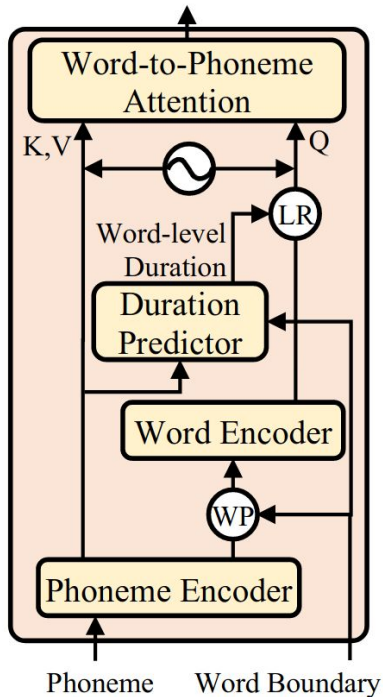 Word-to-Phoneme
Attention
K,V
Q
LR
Word-level
Duration
Duration
Predictor
Word Encoder
WP
Phoneme Encoder
Phoneme
Word Boundary